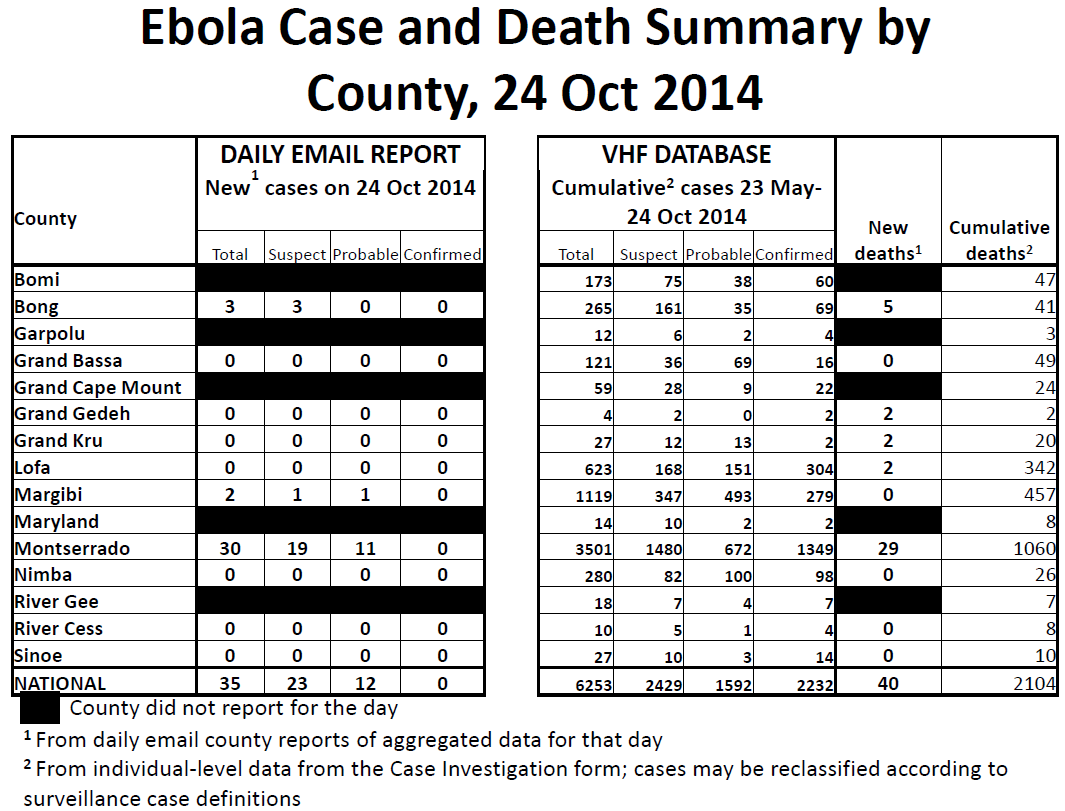 Ebola Case and Death Summary by
County, 24 Oct 2014
County
DAILY EMAIL REPORT
New¹ cases on 24 Oct 2014
Total Suspect Probable Confirmed
VHF DATABASE
Cumulative² cases 23 May-
24 Oct 2014
Total Suspect Probable Confirmed
New
deaths¹
Cumulative
deaths²
Bomi 173 75 38 60 47
Bong 3 3 0 0 265 161 35 69 5 41
Garpolu 12 6 2 4 3
Grand Bassa 0 0 0 0 121 36 69 16 0 49
Grand Cape Mount 59 28 9 22 24
Grand Gedeh 0 0 0 0 4 2 0 2 2 2
Grand Kru 0 0 0 0 27 12 13 2 2 20
Lofa 0 0 0 0 623 168 151 304 2 342
Margibi 2 1 1 0 1119 347 493 279 0 457
Maryland 14 10 2 2 8
Montserrado 30 19 11 0 3501 1480 672 1349 29 1060
Nimba 0 0 0 0 280 82 100 98 0 26
River Gee 18 7 4 7 7
River Cess 0 0 0 0 10 5 1 4 0 8
Sinoe 0 0 0 0 27 10 3 14 0 10
NATIONAL 35 23 12 0 6253 2429 1592 2232 40 2104
County did not report for the day
¹ From daily email county reports of aggregated data for that day
² From individual-level data from the Case Investigation form; cases may be reclassified according to
surveillance case definitions